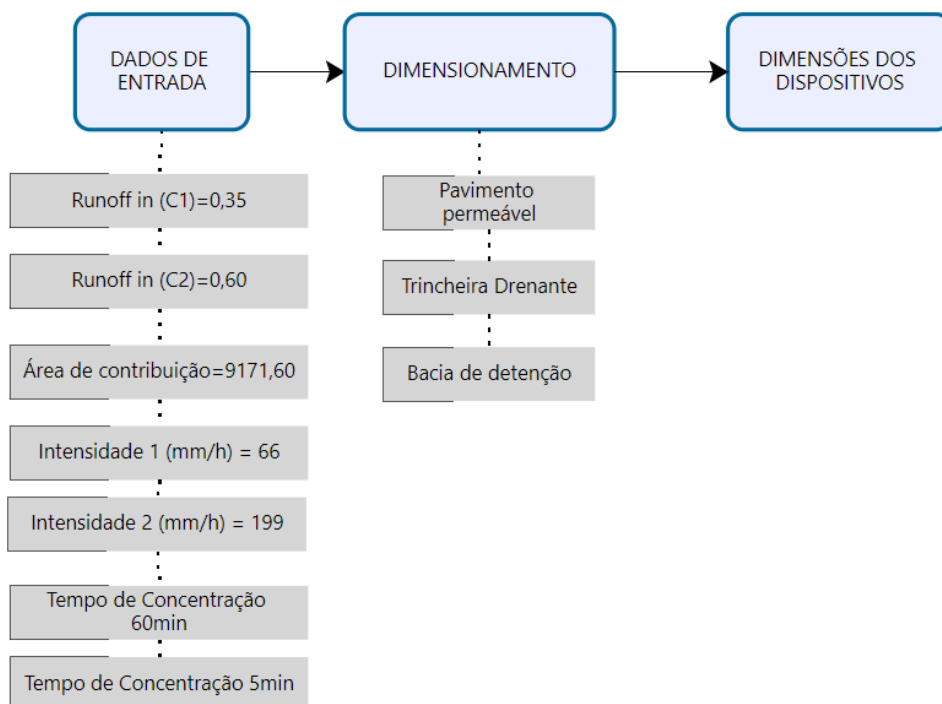 DADOS DE
ENTRADA
DIMENSIONAMENTO
DIMENSÕES DOS
DISPOSITIVOS
Runoff in (C1)=0,35
Runoff in (C2)=0,60
Área de contribuição=9171,60
Intensidade 1 (mm/h) = 66
Intensidade 2 (mm/h) = 199
Tempo de Concentração
60min
Tempo de Concentração 5min
Pavimento
permeável
Trincheira Drenante
Bacia de detenção